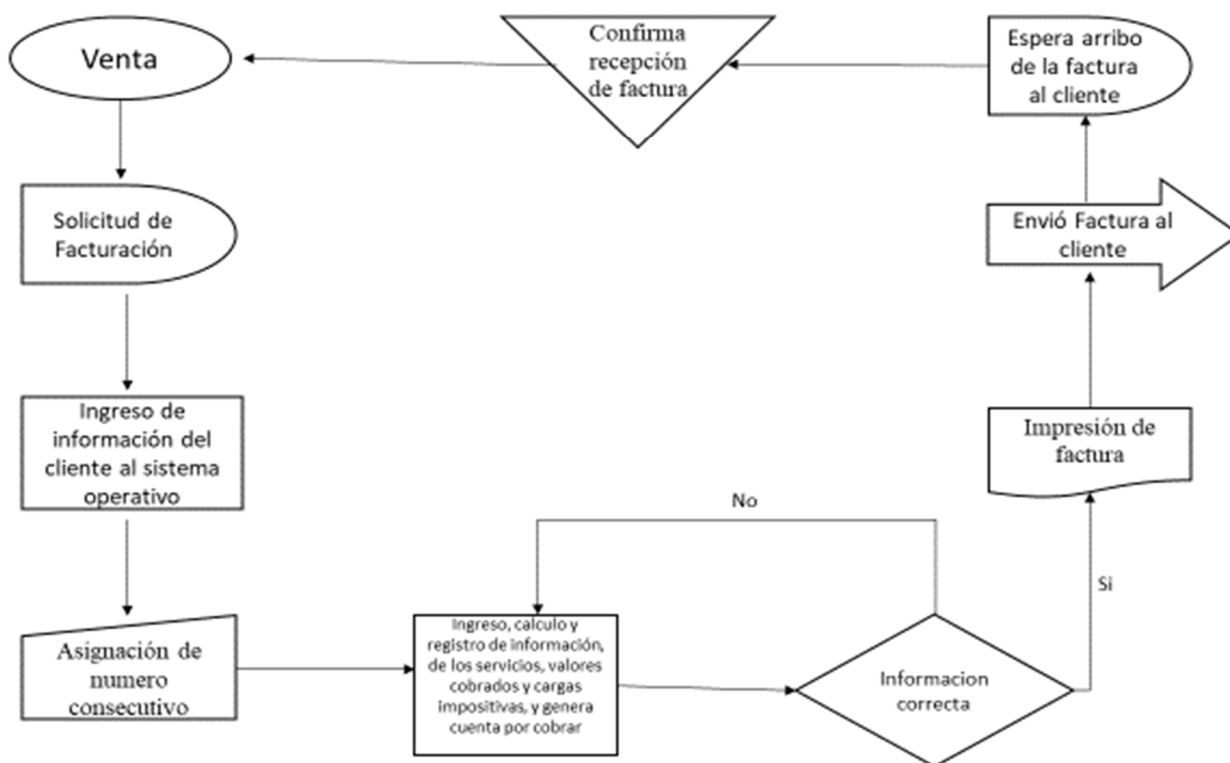 Venta
Solicitud de
Facturación
Ingreso de
información del
cliente al sistema
operativo
Asignación de
numero
consecutivo
Ingreso, calculo y
registro de información,
de los servicios, valores
cobrados y cargas
impositivas, y genera
cuenta por cobrar
Informacion
correcta
No
Si
Impresión de
factura
Envió Factura al
cliente
Espera arribo
de la factura
al cliente
Confirma
recepción
de factura